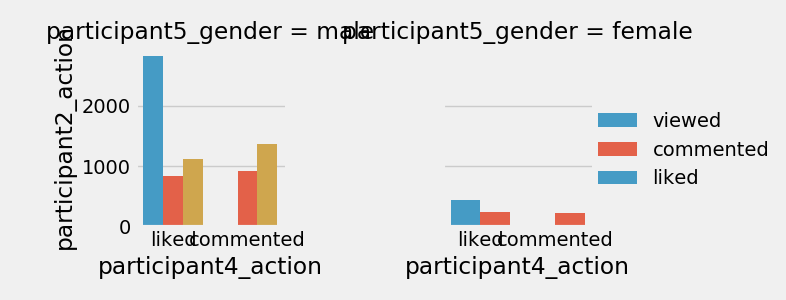 participant5_gender = male
participant5_gender = female
participant2_action
2000
1000
0
liked
commented
participant4_action
liked
commented
participant4_action
viewed
commented
liked